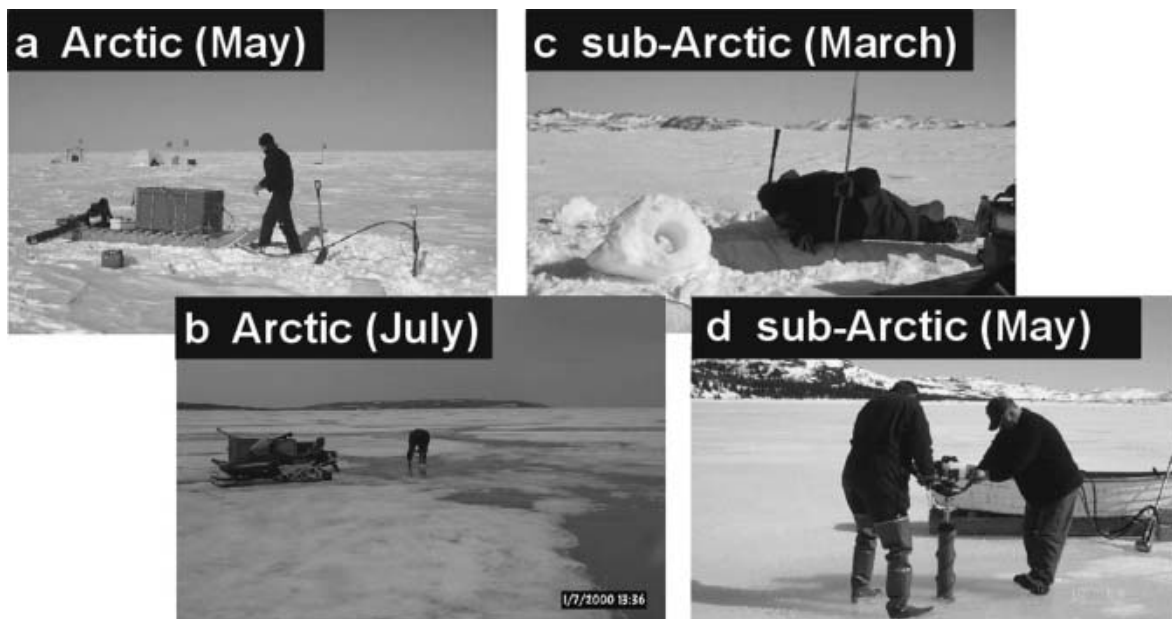 a Arctic (May)
c sub-Arctic (March)
b Arctic (July)
d sub-Arctic (May)
1/7/2000 13:36